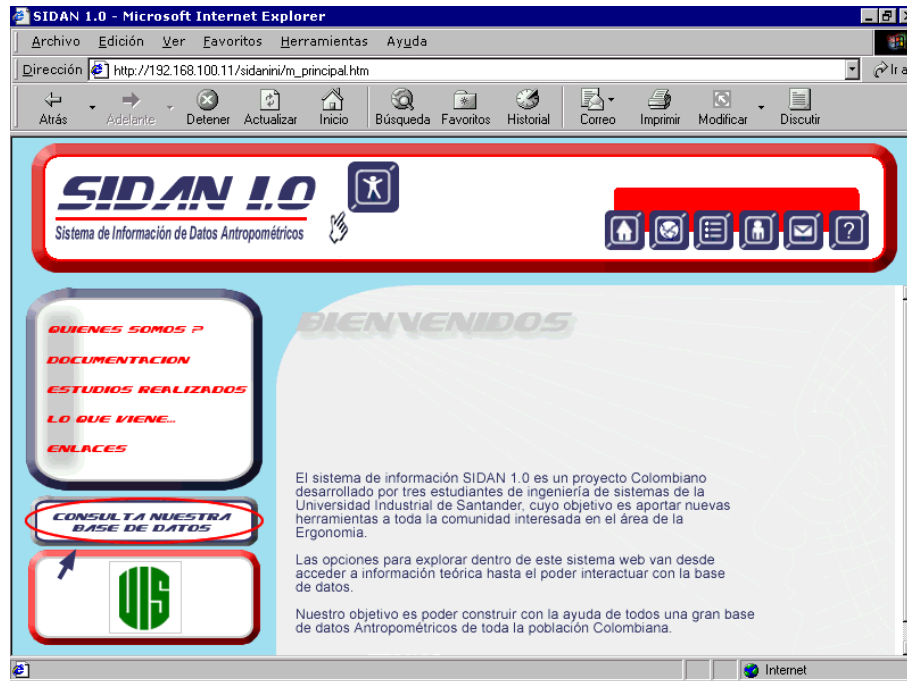 SIDAN 1.0 - Microsoft Internet Explorer
Archivo Edición Ver Favoritos Herramientas Ayuda
Dirección http://192.168.100.11/sidanini/m_principal.htm Ir a
Atrás Adelante Detener Actualizar Inicio Búsqueda Favoritos Historial Correo Imprimir Modificar Discutir
SIDAN 1.0
Sistema de Información de Datos Antropométricos
?
QUIENES SOMOS ?
DOCUMENTACION
ESTUDIOS REALIZADOS
LO QUE VIENE...
ENLACES
CONSULTA NUESTRA
BASE DE DATOS
UIS
BIENVENIDOS
El sistema de información SIDAN 1.0 es un proyecto Colombiano
desarrollado por tres estudiantes de ingeniería de sistemas de la
Universidad Industrial de Santander, cuyo objetivo es aportar nuevas
herramientas a toda la comunidad interesada en el área de la
Ergonomía.
Las opciones para explorar dentro de este sistema web van desde
acceder a información teórica hasta el poder interactuar con la base
de datos.
Nuestro objetivo es poder construir con la ayuda de todos una gran base
de datos Antropométricos de toda la población Colombiana.
Internet